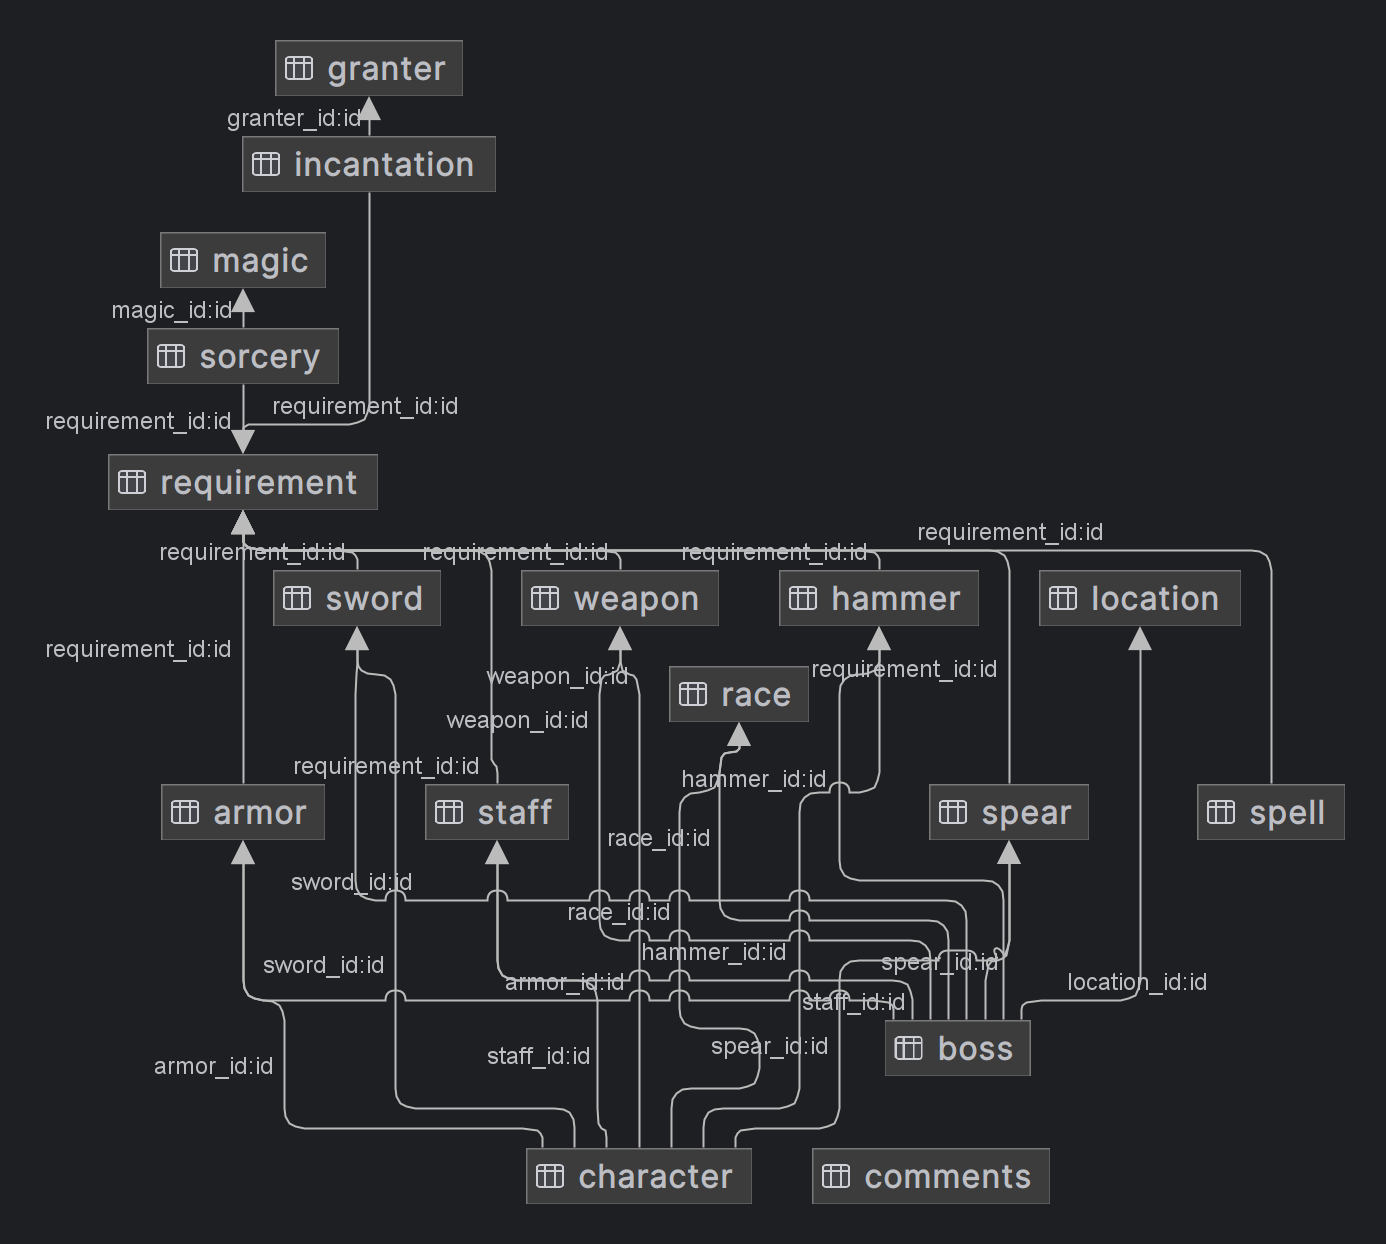 granter
granter_id:id
incantation
magic
magic_id:id
sorcery
requirement_id:id
requirement_id:id
requirement
requirement_id:id
requirement_id:id
requirement_id:id
requirement_id:id
sword
weapon
hammer
location
requirement_id:id
weapon_id:id
race
requirement_id:id
weapon_id:id
requirement_id:id
hammer_id:id
armor
staff
spear
spell
race_id:id
sword_id:id
race_id:id
hammer_id:id
sword_id:id
spear_id:id
armor_id:id
location_id:id
staff_id:id
boss
spear_id:id
staff_id:id
armor_id:id
character
comments